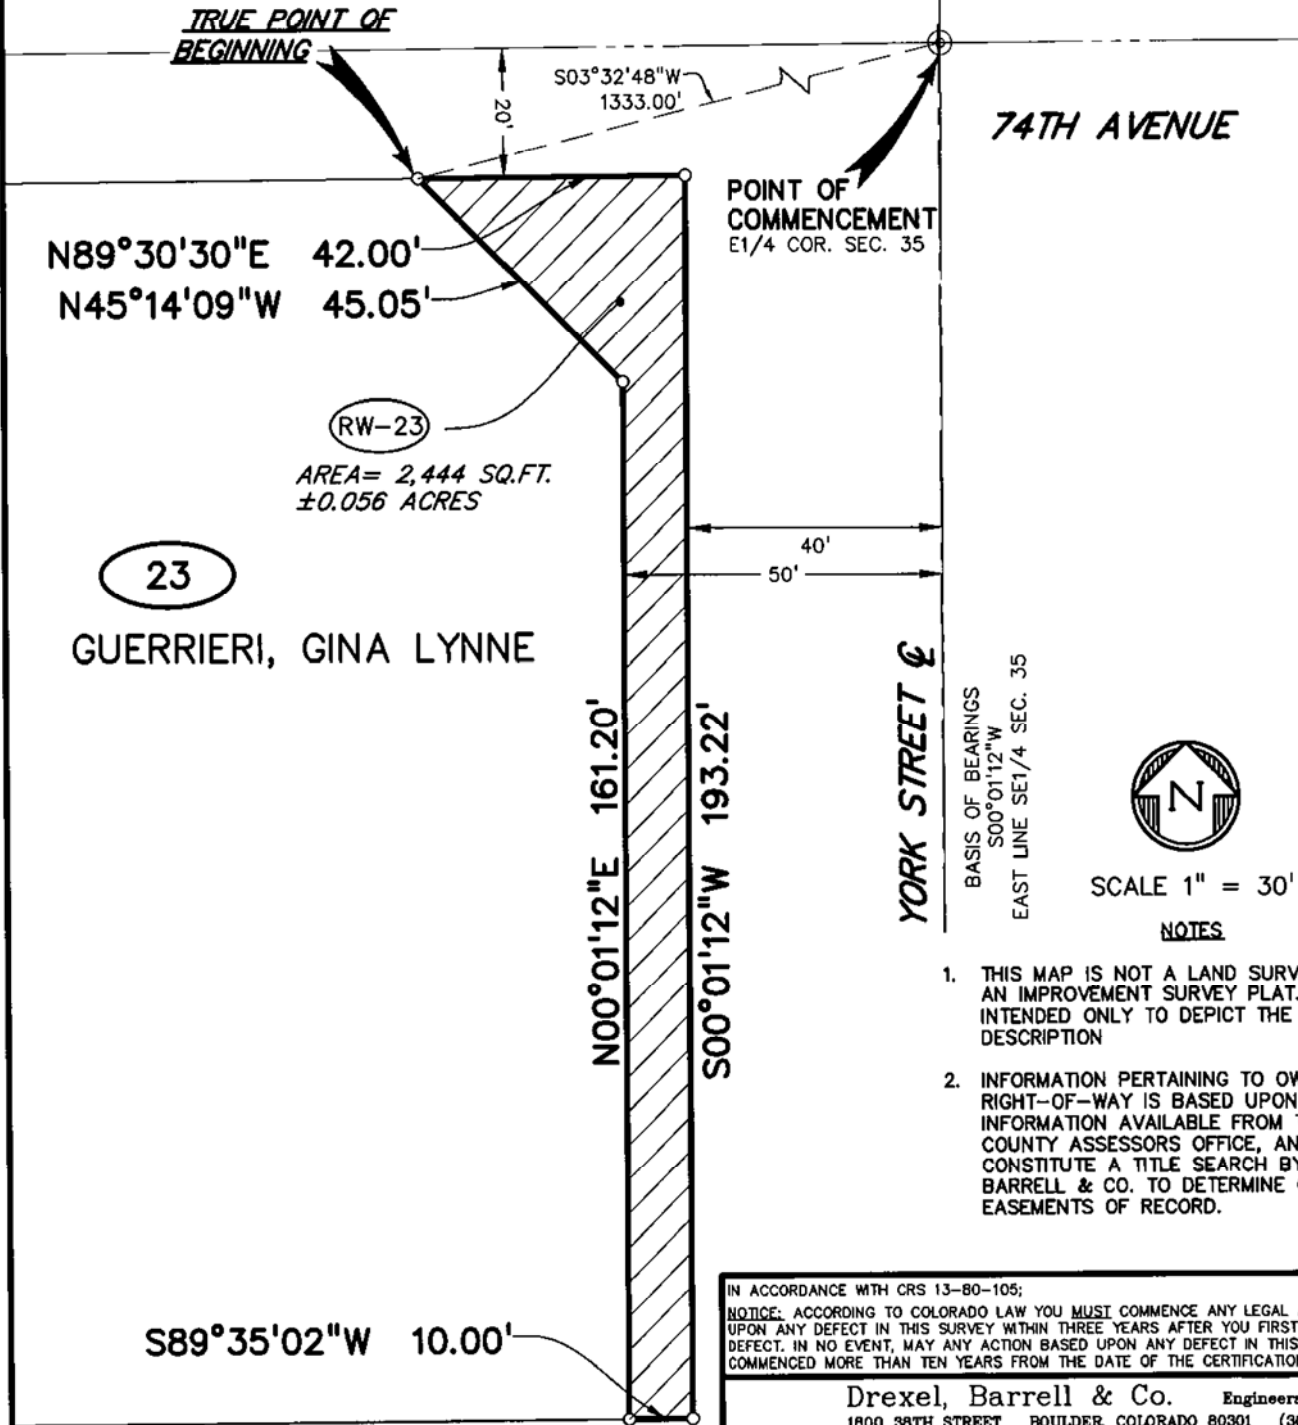 TRUE POINT OF
BEGINNING
S03°32'48"W
1333.00'
20'
74TH AVENUE
POINT OF
COMMENCEMENT
E1/4 COR. SEC. 35
N89°30'30"E 42.00'
N45°14'09"W 45.05'
RW-23
AREA= 2,444 SQ.FT.
±0.056 ACRES
40'
50'
23
GUERRIERI, GINA LYNNE
N00°01'12"E 161.20'
S00°01'12"W 193.22'
YORK STREET ℄
BASIS OF BEARINGS
S00°01'12"W
EAST LINE SE1/4 SEC. 35
N
SCALE 1" = 30'
NOTES
1. THIS MAP IS NOT A LAND SURV
AN IMPROVEMENT SURVEY PLAT.
INTENDED ONLY TO DEPICT THE
DESCRIPTION
2. INFORMATION PERTAINING TO OW
RIGHT-OF-WAY IS BASED UPON
INFORMATION AVAILABLE FROM T
COUNTY ASSESSORS OFFICE, AN
CONSTITUTE A TITLE SEARCH BY
BARRELL & CO. TO DETERMINE
EASEMENTS OF RECORD.
S89°35'02"W 10.00'
IN ACCORDANCE WITH CRS 13-80-105;
NOTICE: ACCORDING TO COLORADO LAW YOU MUST COMMENCE ANY LEGAL
UPON ANY DEFECT IN THIS SURVEY WITHIN THREE YEARS AFTER YOU FIRST
DEFECT. IN NO EVENT, MAY ANY ACTION BASED UPON ANY DEFECT IN THIS
COMMENCED MORE THAN TEN YEARS FROM THE DATE OF THE CERTIFICATIO
Drexel, Barrell & Co. Engineers
1800 38TH STREET BOULDER, COLORADO 80301